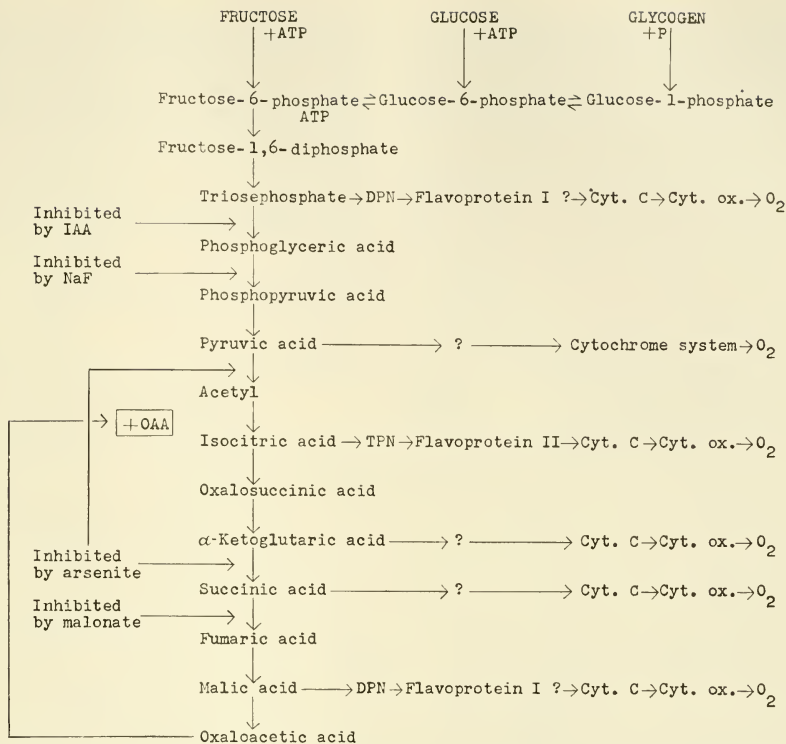 FRUCTOSE GLUCOSE GLYCOGEN
+ATP +ATP +P
Fructose-6-phosphate⇌Glucose-6-phosphate⇌Glucose-1-phosphate
ATP
Fructose-1,6-diphosphate
Triosephosphate→DPN→Flavoprotein I ?→Cyt. C→Cyt. ox.→O₂
Inhibited
by IAA
Phosphoglyceric acid
Inhibited
by NaF
Phosphopyruvic acid
Pyruvic acid → ? → Cytochrome system→O₂
Acetyl
+OAA
Isocitric acid→TPN→Flavoprotein II→Cyt. C→Cyt. ox.→O₂
Oxalosuccinic acid
α-Ketoglutaric acid → ? → Cyt. C→Cyt. ox.→O₂
Inhibited
by arsenite
Succinic acid → ? → Cyt. C→Cyt. ox.→O₂
Inhibited
by malonate
Fumaric acid
Malic acid→DPN→Flavoprotein I ?→Cyt. C→Cyt. ox.→O₂
Oxaloacetic acid